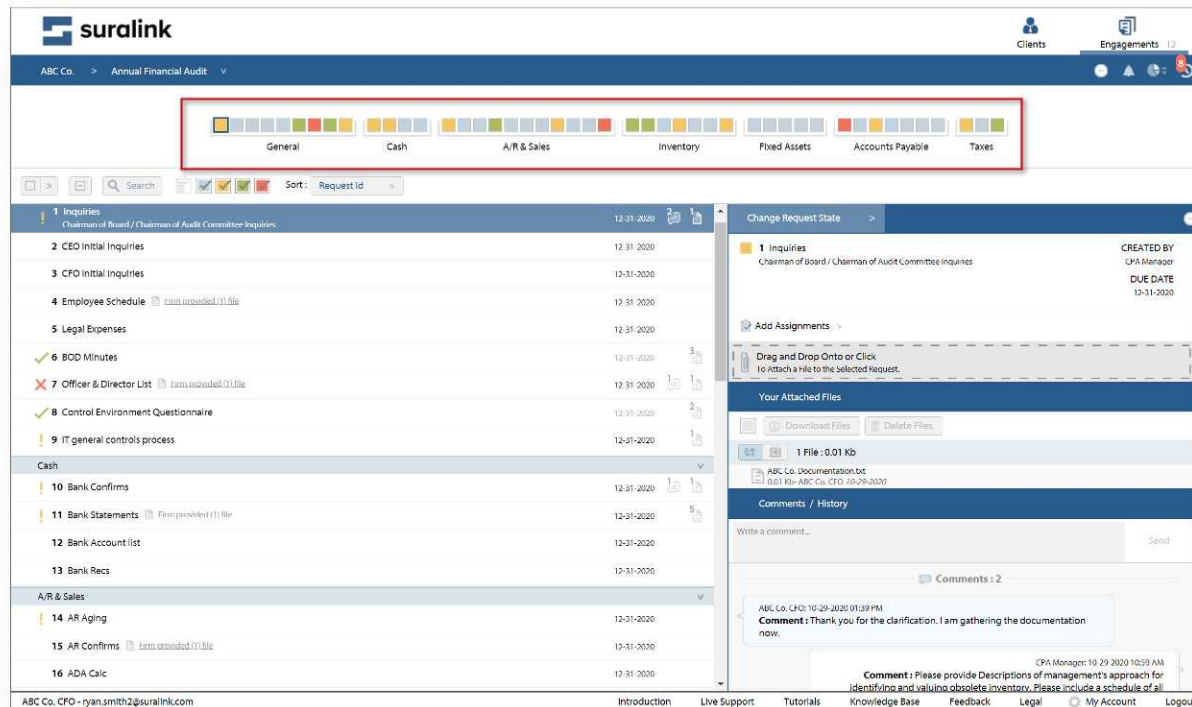 suralink
Clients
Engagements 12
ABC Co. > Annual Financial Audit v
8
General Cash A/R & Sales Inventory Fixed Assets Accounts Payable Taxes
Search Sort: Request Id >
1 Inquiries
Chairman of Board / Chairman of Audit Committee Inquiries
12-31-2020 2 1
2 CEO Initial Inquiries 12-31-2020
3 CFO Initial Inquiries 12-31-2020
4 Employee Schedule Firm provided (1) file 12-31-2020
5 Legal Expenses 12-31-2020
6 BOD Minutes 12-31-2020 3
7 Officer & Director List Firm provided (1) file 12-31-2020 1 1
8 Control Environment Questionnaire 12-31-2020 2
9 IT general controls process 12-31-2020 1
Cash
10 Bank Confirms 12-31-2020 1 1
11 Bank Statements Firm provided (1) file 12-31-2020 5
12 Bank Account list 12-31-2020
13 Bank Recs 12-31-2020
A/R & Sales
14 AR Aging 12-31-2020
15 AR Confirms Firm provided (1) file 12-31-2020
16 ADA Calc 12-31-2020
Change Request State >
1 Inquiries
Chairman of Board / Chairman of Audit Committee Inquiries
CREATED BY
CPA Manager
DUE DATE
12-31-2020
Add Assignments >
Drag and Drop Onto or Click
To Attach a File to the Selected Request.
Your Attached Files
Download Files Delete Files
1 File : 0.01 Kb
ABC Co. Documentation.txt
0.01 Kb- ABC Co. CFO 10-29-2020
Comments / History
Write a comment...
Send
Comments : 2
ABC Co. CFO: 10-29-2020 01:39 PM
Comment : Thank you for the clarification. I am gathering the documentation
now.
CPA Manager: 10-29-2020 10:59 AM
Comment : Please provide Descriptions of management's approach for
identifying and valuing obsolete inventory. Please include a schedule of all
ABC Co. CFO - ryan.smith2@suralink.com Introduction Live Support Tutorials Knowledge Base Feedback Legal My Account Logou